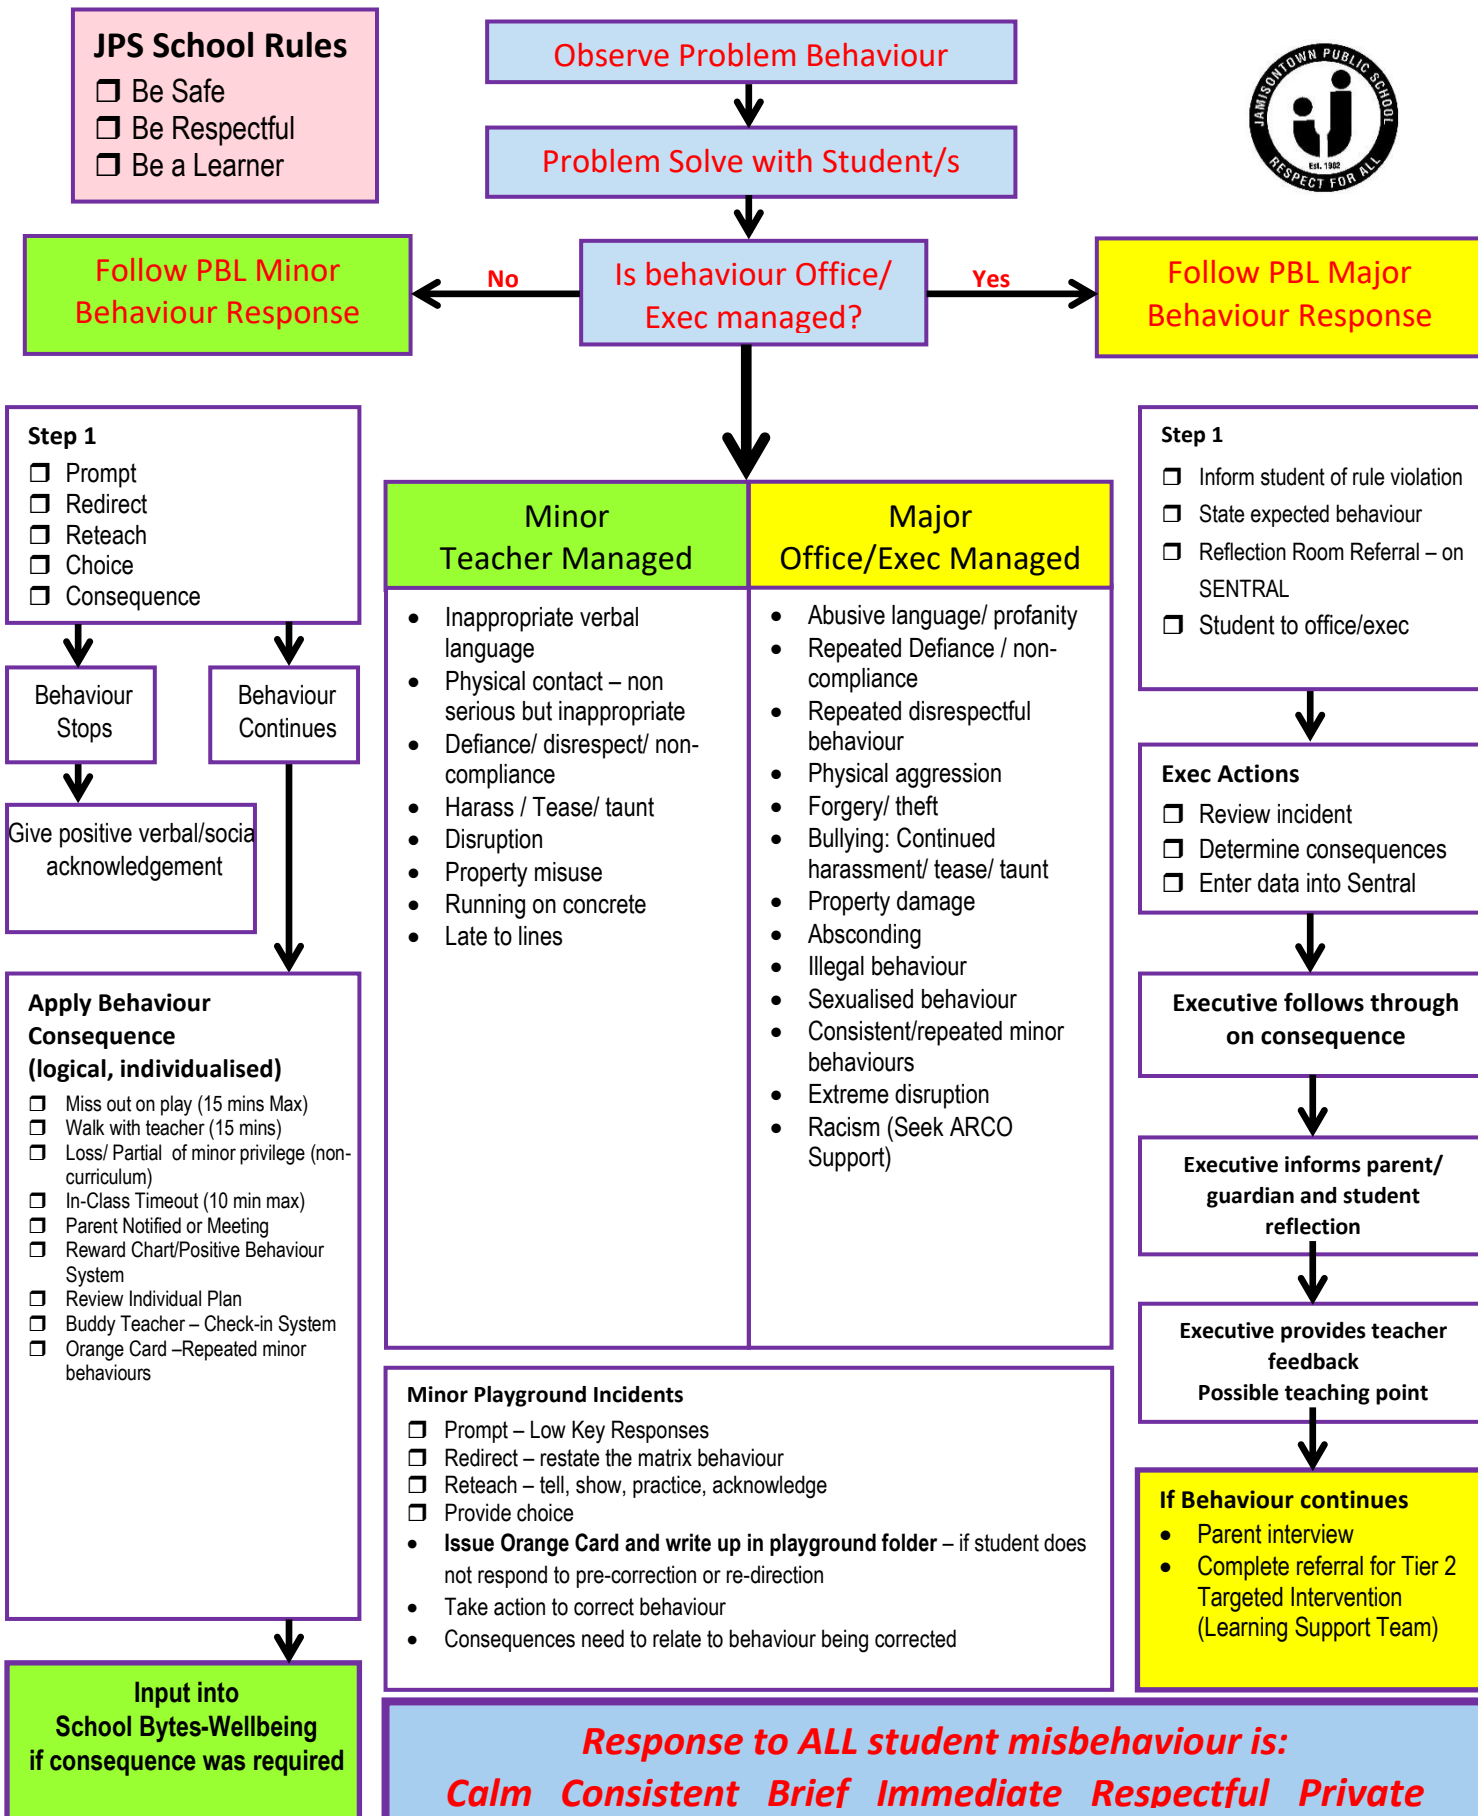 JPS School Rules
❐ Be Safe
❐ Be Respectful
❐ Be a Learner
Observe Problem Behaviour
Problem Solve with Student/s
JAMISONTOWN PUBLIC SCHOOL
Est. 1982
RESPECT FOR ALL
Follow PBL Minor
Behaviour Response
No
Is behaviour Office/
Exec managed?
Yes
Follow PBL Major
Behaviour Response
Step 1
❐ Prompt
❐ Redirect
❐ Reteach
❐ Choice
❐ Consequence
Behaviour
Stops
Behaviour
Continues
Give positive verbal/socia
acknowledgement
Apply Behaviour
Consequence
(logical, individualised)
❐ Miss out on play (15 mins Max)
❐ Walk with teacher (15 mins)
❐ Loss/ Partial of minor privilege (non-
curriculum)
❐ In-Class Timeout (10 min max)
❐ Parent Notified or Meeting
❐ Reward Chart/Positive Behaviour
System
❐ Review Individual Plan
❐ Buddy Teacher – Check-in System
❐ Orange Card –Repeated minor
behaviours
Input into
School Bytes-Wellbeing
if consequence was required
Minor
Teacher Managed
• Inappropriate verbal
language
• Physical contact – non
serious but inappropriate
• Defiance/ disrespect/ non-
compliance
• Harass / Tease/ taunt
• Disruption
• Property misuse
• Running on concrete
• Late to lines
Major
Office/Exec Managed
• Abusive language/ profanity
• Repeated Defiance / non-
compliance
• Repeated disrespectful
behaviour
• Physical aggression
• Forgery/ theft
• Bullying: Continued
harassment/ tease/ taunt
• Property damage
• Absconding
• Illegal behaviour
• Sexualised behaviour
• Consistent/repeated minor
behaviours
• Extreme disruption
• Racism (Seek ARCO
Support)
Minor Playground Incidents
❐ Prompt – Low Key Responses
❐ Redirect – restate the matrix behaviour
❐ Reteach – tell, show, practice, acknowledge
❐ Provide choice
• Issue Orange Card and write up in playground folder – if student does
not respond to pre-correction or re-direction
• Take action to correct behaviour
• Consequences need to relate to behaviour being corrected
Step 1
❐ Inform student of rule violation
❐ State expected behaviour
❐ Reflection Room Referral – on
SENTRAL
❐ Student to office/exec
Exec Actions
❐ Review incident
❐ Determine consequences
❐ Enter data into Sentral
Executive follows through
on consequence
Executive informs parent/
guardian and student
reflection
Executive provides teacher
feedback
Possible teaching point
If Behaviour continues
• Parent interview
• Complete referral for Tier 2
Targeted Intervention
(Learning Support Team)
Response to ALL student misbehaviour is:
Calm Consistent Brief Immediate Respectful Private